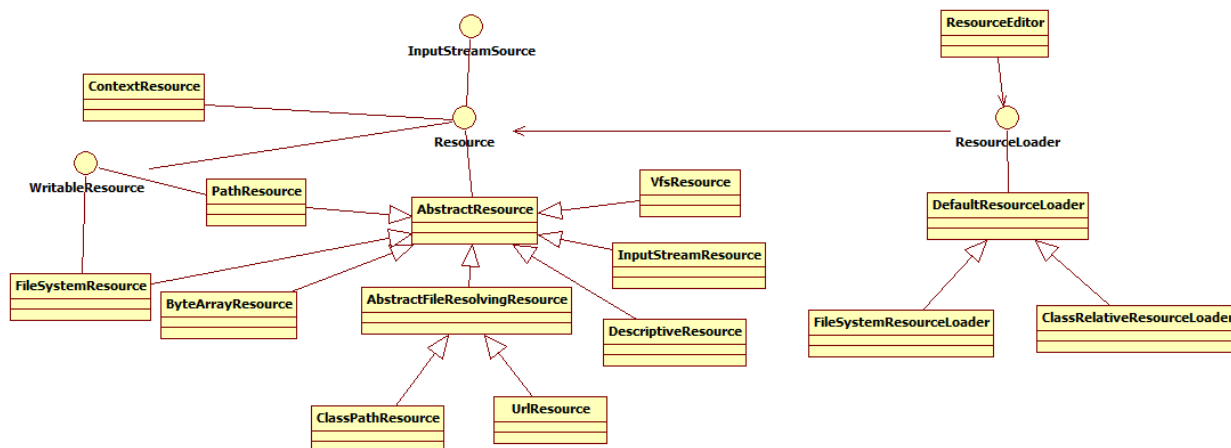 ResourceEditor
InputStreamSource
ContextResource
Resource
ResourceLoader
WritableResource
PathResource
VfsResource
AbstractResource
DefaultResourceLoader
InputStreamResource
FileSystemResource
ByteArrayResource
AbstractFileResolvingResource
DescriptiveResource
FileSystemResourceLoader
ClassRelativeResourceLoader
ClassPathResource
UrlResource